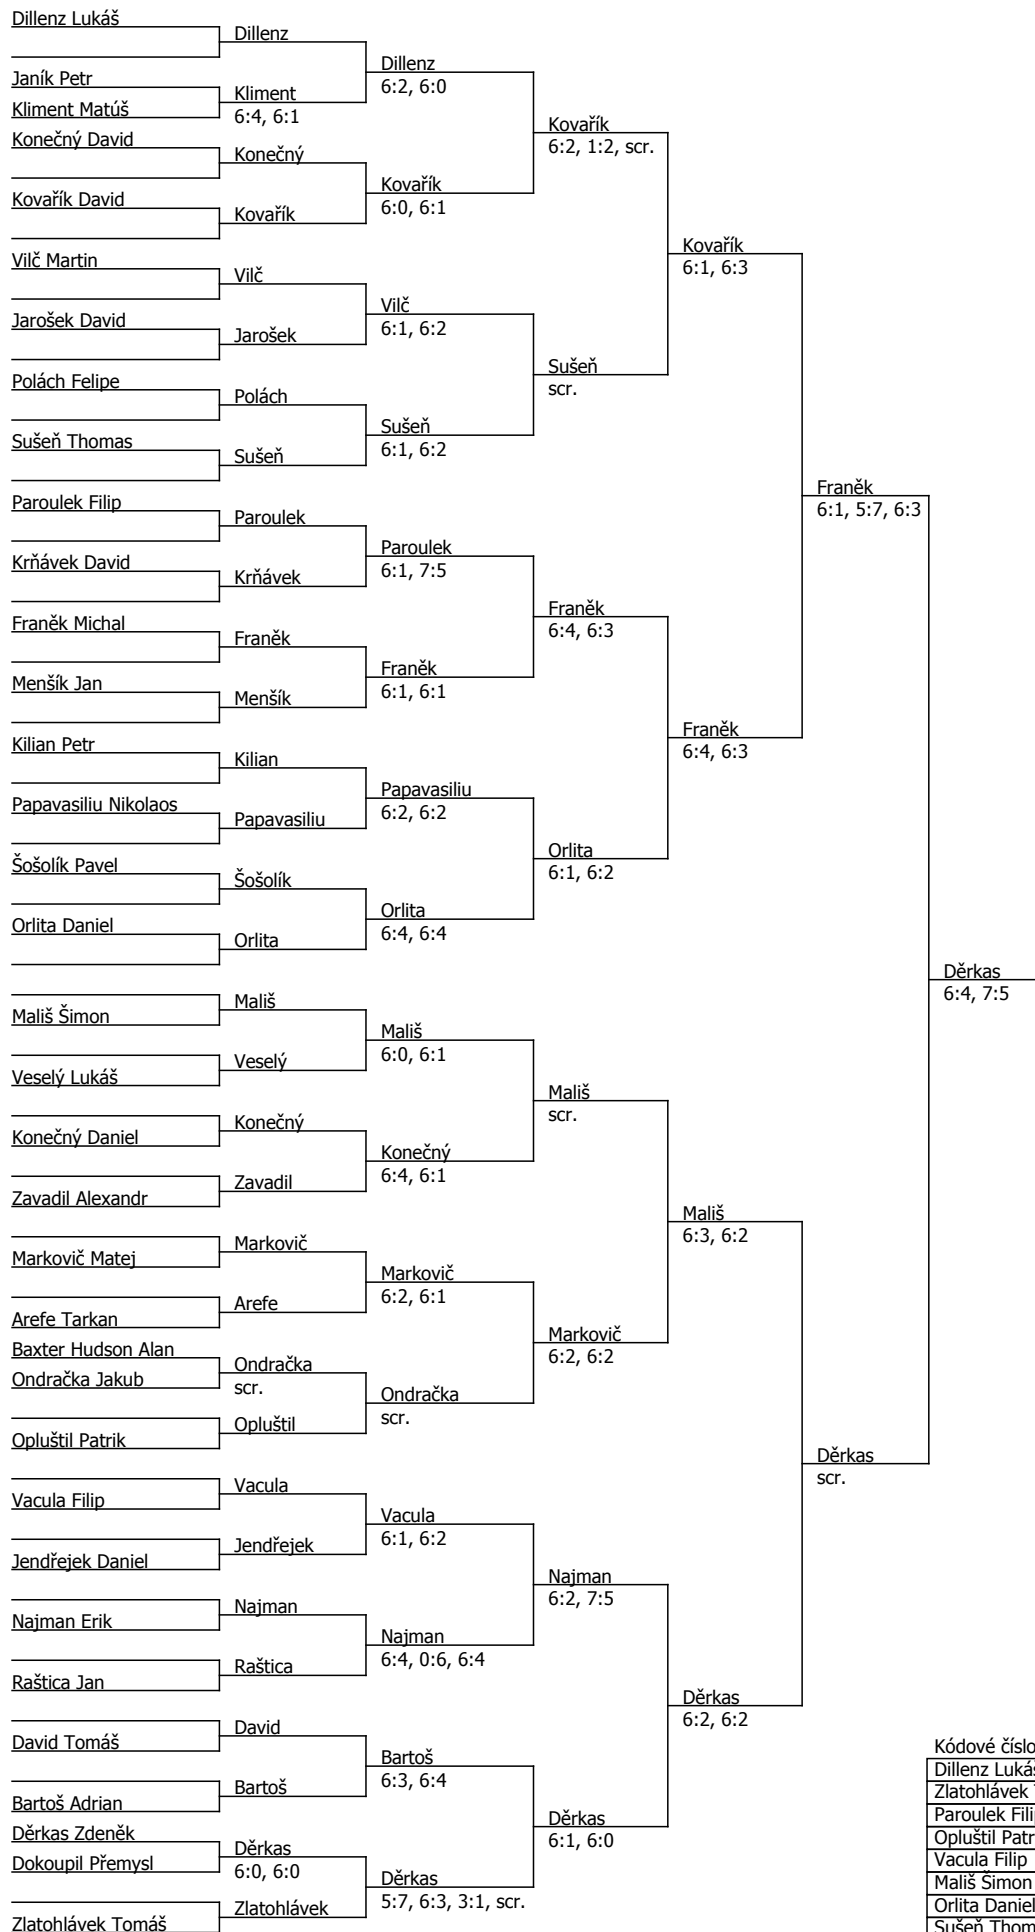 Dillenz Lukáš
Janík Petr
Kliment Matúš
Konečný David
Kovařík David
Vilč Martin
Jarošek David
Polách Felipe
Sušeň Thomas
Paroulek Filip
Krňávek David
Franěk Michal
Menšík Jan
Kilian Petr
Papavasiliu Nikolaos
Šošolík Pavel
Orlita Daniel
Mališ Šimon
Veselý Lukáš
Konečný Daniel
Zavadil Alexandr
Markovič Matej
Arefe Tarkan
Baxter Hudson Alan
Ondračka Jakub
Opluštil Patrik
Vacula Filip
Jendřejek Daniel
Najman Erik
Raštica Jan
David Tomáš
Bartoš Adrian
Děrkas Zdeněk
Dokoupil Přemysl
Zlatohlávek Tomáš
Dillenz
Kliment
6:4, 6:1
Konečný
Kovařík
Vilč
Jarošek
Polách
Sušeň
Paroulek
Krňávek
Franěk
Menšík
Kilian
Papavasiliu
Šošolík
Orlita
Mališ
Veselý
Konečný
Zavadil
Markovič
Arefe
Ondračka
scr.
Opluštil
Vacula
Jendřejek
Najman
Raštica
David
Bartoš
Děrkas
6:0, 6:0
Zlatohlávek
Dillenz
6:2, 6:0
Kovařík
6:0, 6:1
Vilč
6:1, 6:2
Sušeň
6:1, 6:2
Paroulek
6:1, 7:5
Franěk
6:1, 6:1
Papavasiliu
6:2, 6:2
Orlita
6:4, 6:4
Mališ
6:0, 6:1
Konečný
6:4, 6:1
Markovič
6:2, 6:1
Ondračka
scr.
Vacula
6:1, 6:2
Najman
6:4, 0:6, 6:4
Bartoš
6:3, 6:4
Děrkas
5:7, 6:3, 3:1, scr.
Kovařík
6:2, 1:2, scr.
Sušeň
scr.
Franěk
6:4, 6:3
Orlita
6:1, 6:2
Mališ
scr.
Markovič
6:2, 6:2
Najman
6:2, 7:5
Děrkas
6:1, 6:0
Kovařík
6:1, 6:3
Franěk
6:4, 6:3
Mališ
6:3, 6:2
Děrkas
6:2, 6:2
Franěk
6:1, 5:7, 6:3
Děrkas
scr.
Děrkas
6:4, 7:5
Kódové číslo
Dillenz Lukáš
Zlatohlávek
Paroulek Fili
Opluštil Patr
Vacula Filip
Mališ Šimon
Orlita Daniel
Sušeň Thom